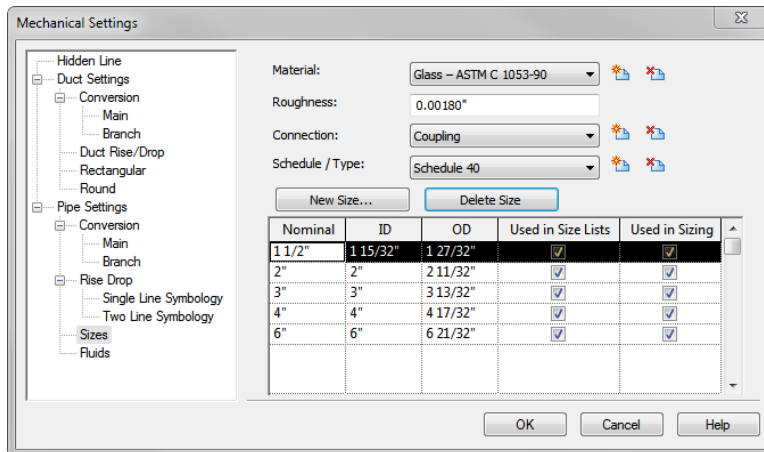 Mechanical Settings
Hidden Line
Duct Settings
Conversion
Main
Branch
Duct Rise/Drop
Rectangular
Round
Pipe Settings
Conversion
Main
Branch
Rise Drop
Single Line Symbology
Two Line Symbology
Sizes
Fluids
Material: Glass – ASTM C 1053-90
Roughness: 0.00180"
Connection: Coupling
Schedule / Type: Schedule 40
New Size... Delete Size
Nominal ID OD Used in Size Lists Used in Sizing
1 1/2" 1 15/32" 1 27/32"
2" 2" 2 11/32"
3" 3" 3 13/32"
4" 4" 4 17/32"
6" 6" 6 21/32"
OK Cancel Help